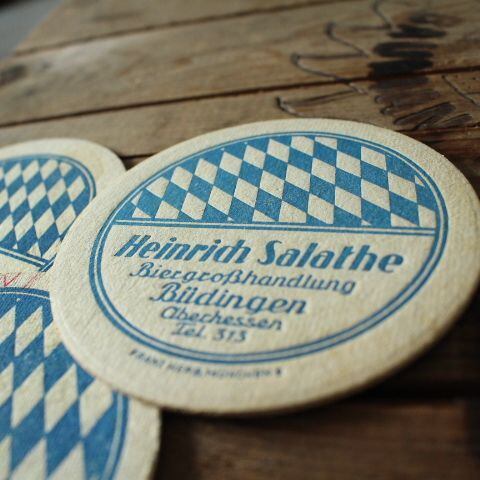 Heinrich Salathe
Biergroßhandlung
Büdingen
Oberhessen
Tel. 313